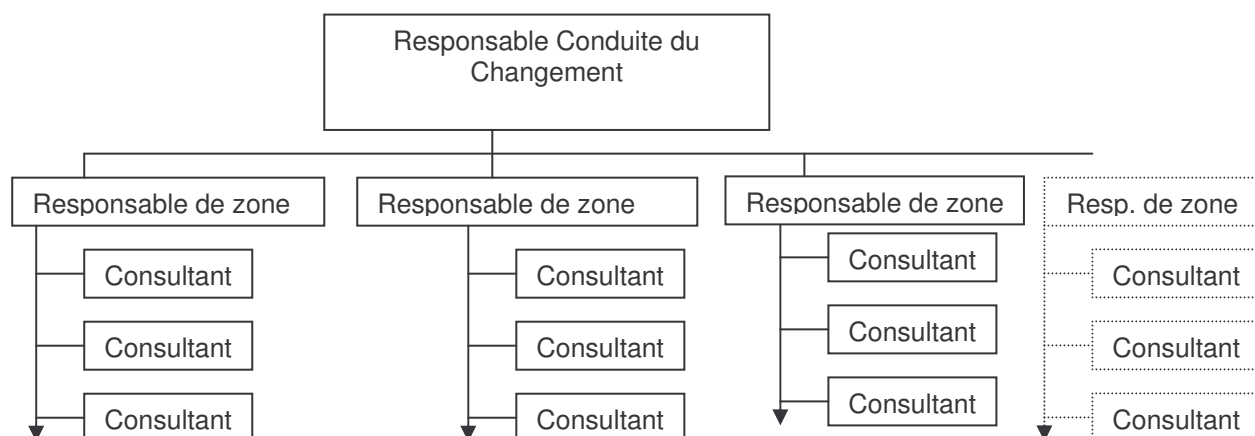 Responsable Conduite du
Changement
Responsable de zone
Responsable de zone
Responsable de zone
Resp. de zone
Consultant
Consultant
Consultant
Consultant
Consultant
Consultant
Consultant
Consultant
Consultant
Consultant
Consultant
Consultant